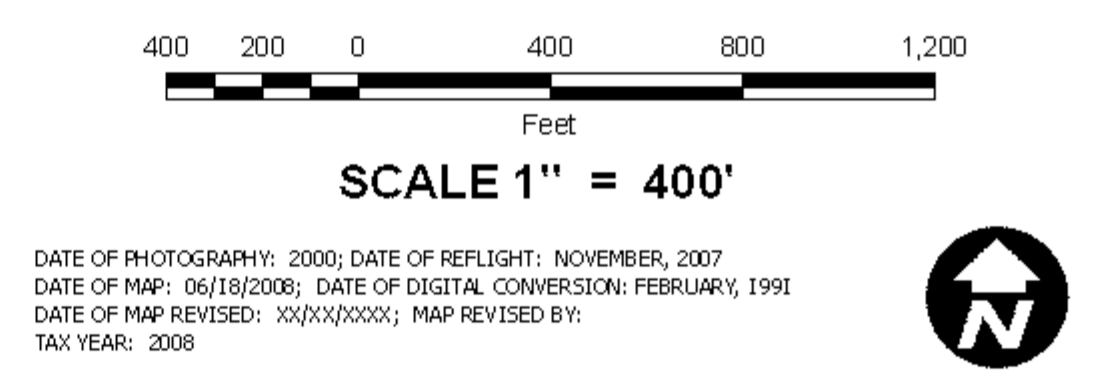 400 200 0 400 800 1,200
Feet
SCALE 1" = 400'
DATE OF PHOTOGRAPHY: 2000; DATE OF REFLIGHT: NOVEMBER, 2007
DATE OF MAP: 06/I8/2008; DATE OF DIGITAL CONVERSION: FEBRUARY, I99I
DATE OF MAP REVISED: XX/XX/XXXX; MAP REVISED BY:
TAX YEAR: 2008
N